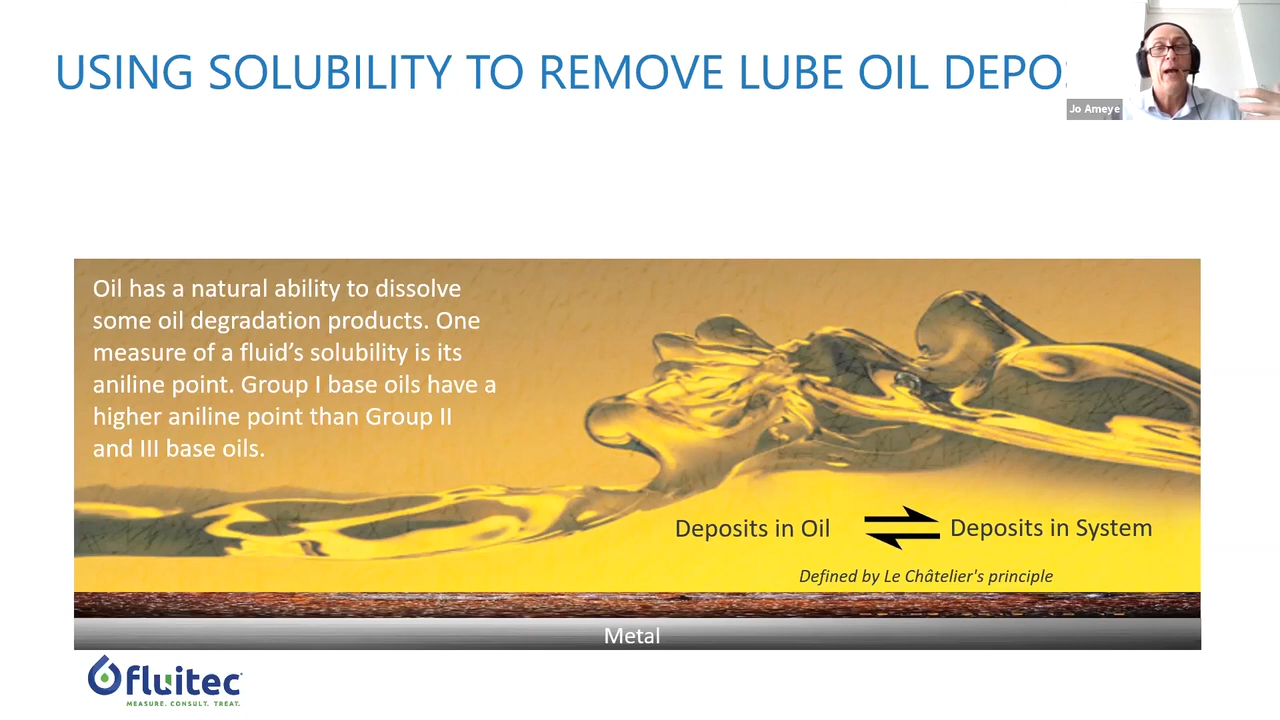 USING SOLUBILITY TO REMOVE LUBE OIL
Jo Ameye
Oil has a natural ability to dissolve
some oil degradation products. One
measure of a fluid’s solubility is its
aniline point. Group I base oils have a
higher aniline point than Group II
and III base oils.
Deposits in Oil
Deposits in System
Defined by Le Châtelier's principle
Metal
fluitec
MEASURE. CONSULT. TREAT.